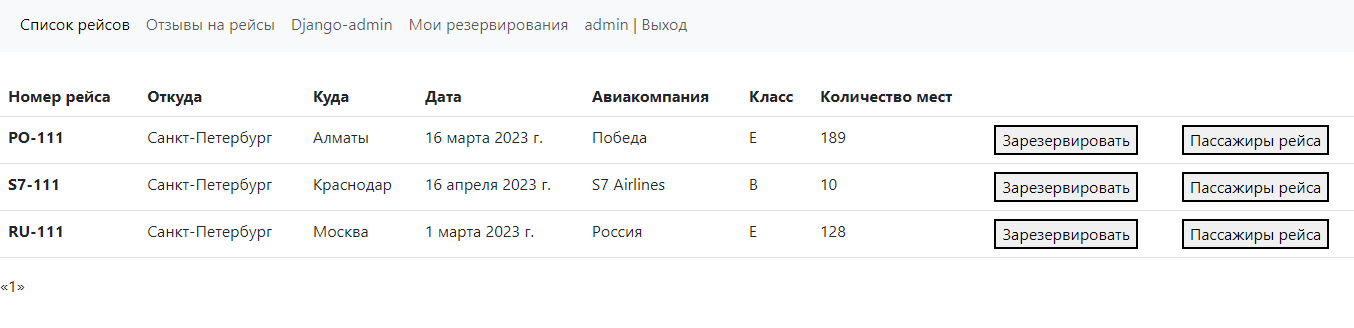 Список рейсов Отзывы на рейсы Django-admin Мои резервирования admin | Выход
Номер рейса Откуда Куда Дата Авиакомпания Класс Количество мест
PO-111 Санкт-Петербург Алматы 16 марта 2023 г. Победа E 189 Зарезервировать Пассажиры рейса
S7-111 Санкт-Петербург Краснодар 16 апреля 2023 г. S7 Airlines B 10 Зарезервировать Пассажиры рейса
RU-111 Санкт-Петербург Москва 1 марта 2023 г. Россия E 128 Зарезервировать Пассажиры рейса
«1»